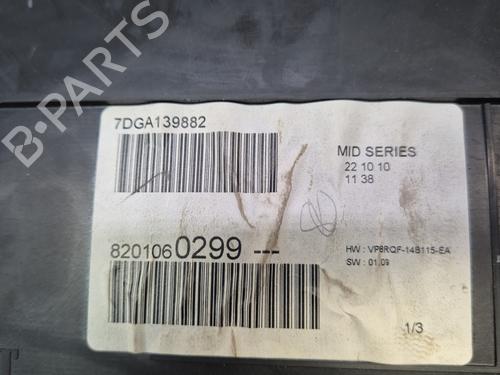 B-PARTS
7DGA139882
MID SERIES
22 10 10
11 38
8201060299 ---
HW : VP8RQF-14B115-EA
SW : 01.09
1/3